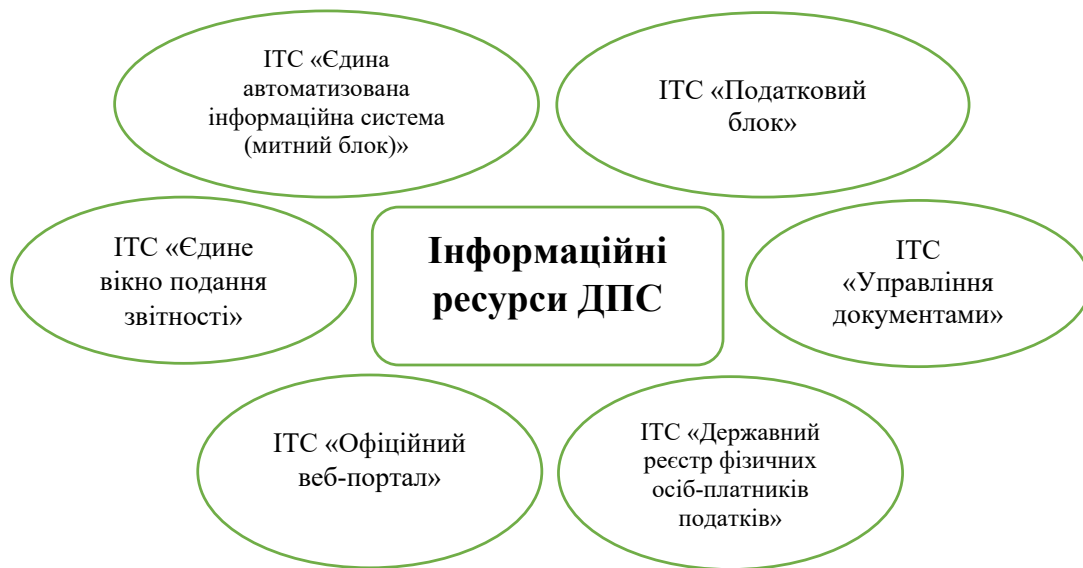 ІТС «Єдина
автоматизована
інформаційна система
(митний блок)»
ІТС «Податковий
блок»
ІТС «Єдине
вікно подання
звітності»
Інформаційні
ресурси ДПС
ІТС
«Управління
документами»
ІТС «Офіційний
веб-портал»
ІТС «Державний
реєстр фізичних
осіб-платників
податків»